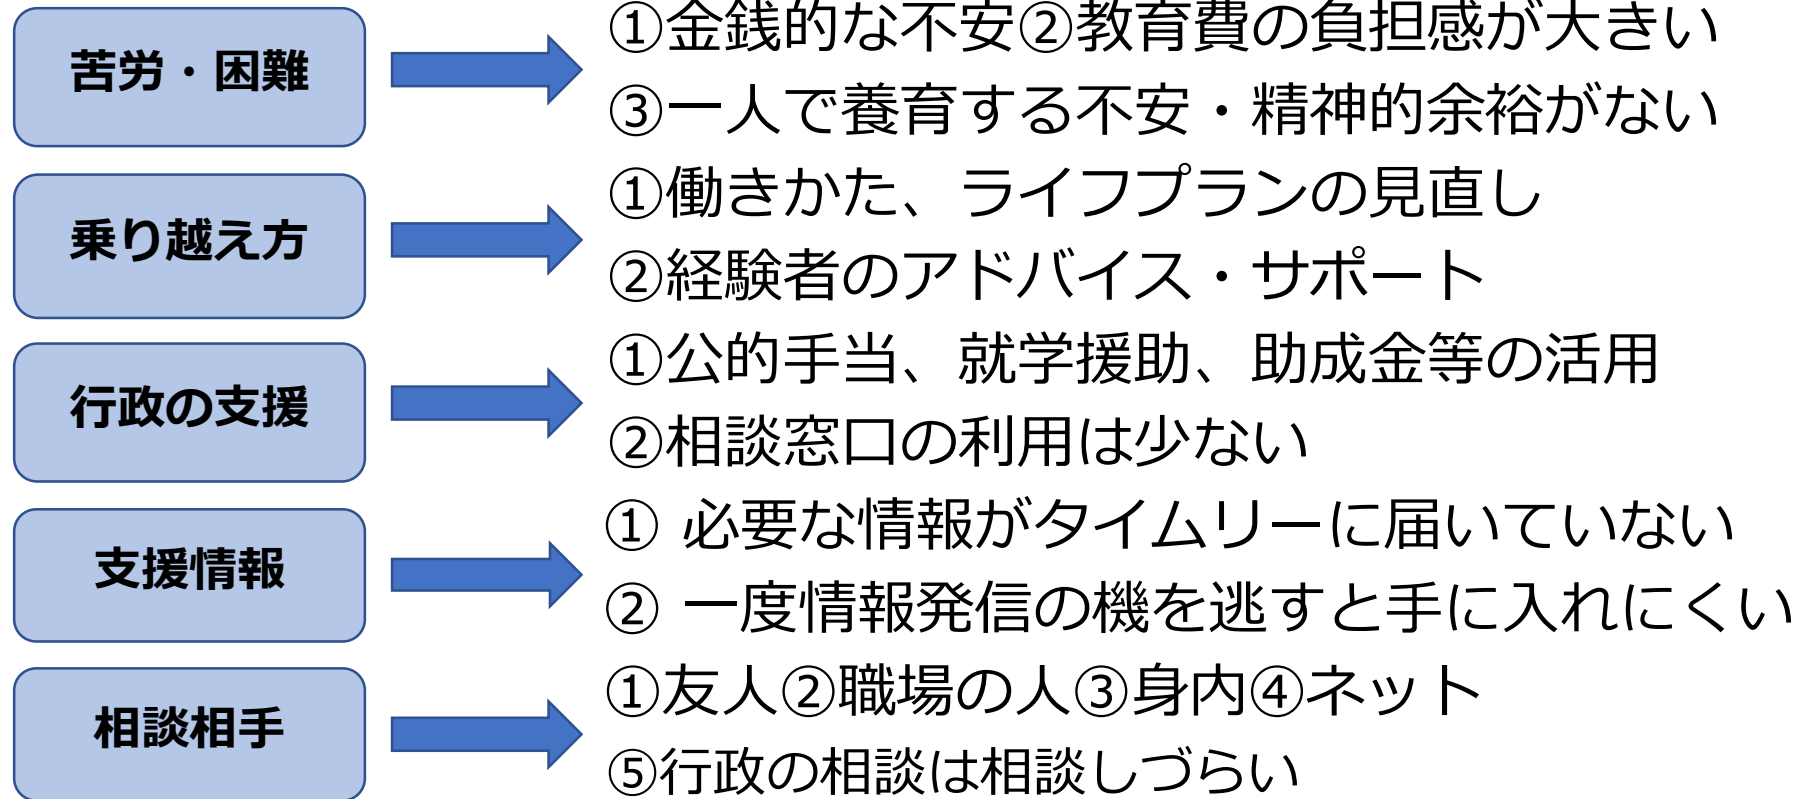 苦労・困難
①金銭的な不安②教育費の負担感が大きい
③一人で養育する不安・精神的余裕がない
乗り越え方
①働きかた、ライフプランの見直し
②経験者のアドバイス・サポート
行政の支援
①公的手当、就学援助、助成金等の活用
②相談窓口の利用は少ない
支援情報
① 必要な情報がタイムリーに届いていない
② 一度情報発信の機を逃すと手に入れにくい
相談相手
①友人②職場の人③身内④ネット
⑤行政の相談は相談しづらい